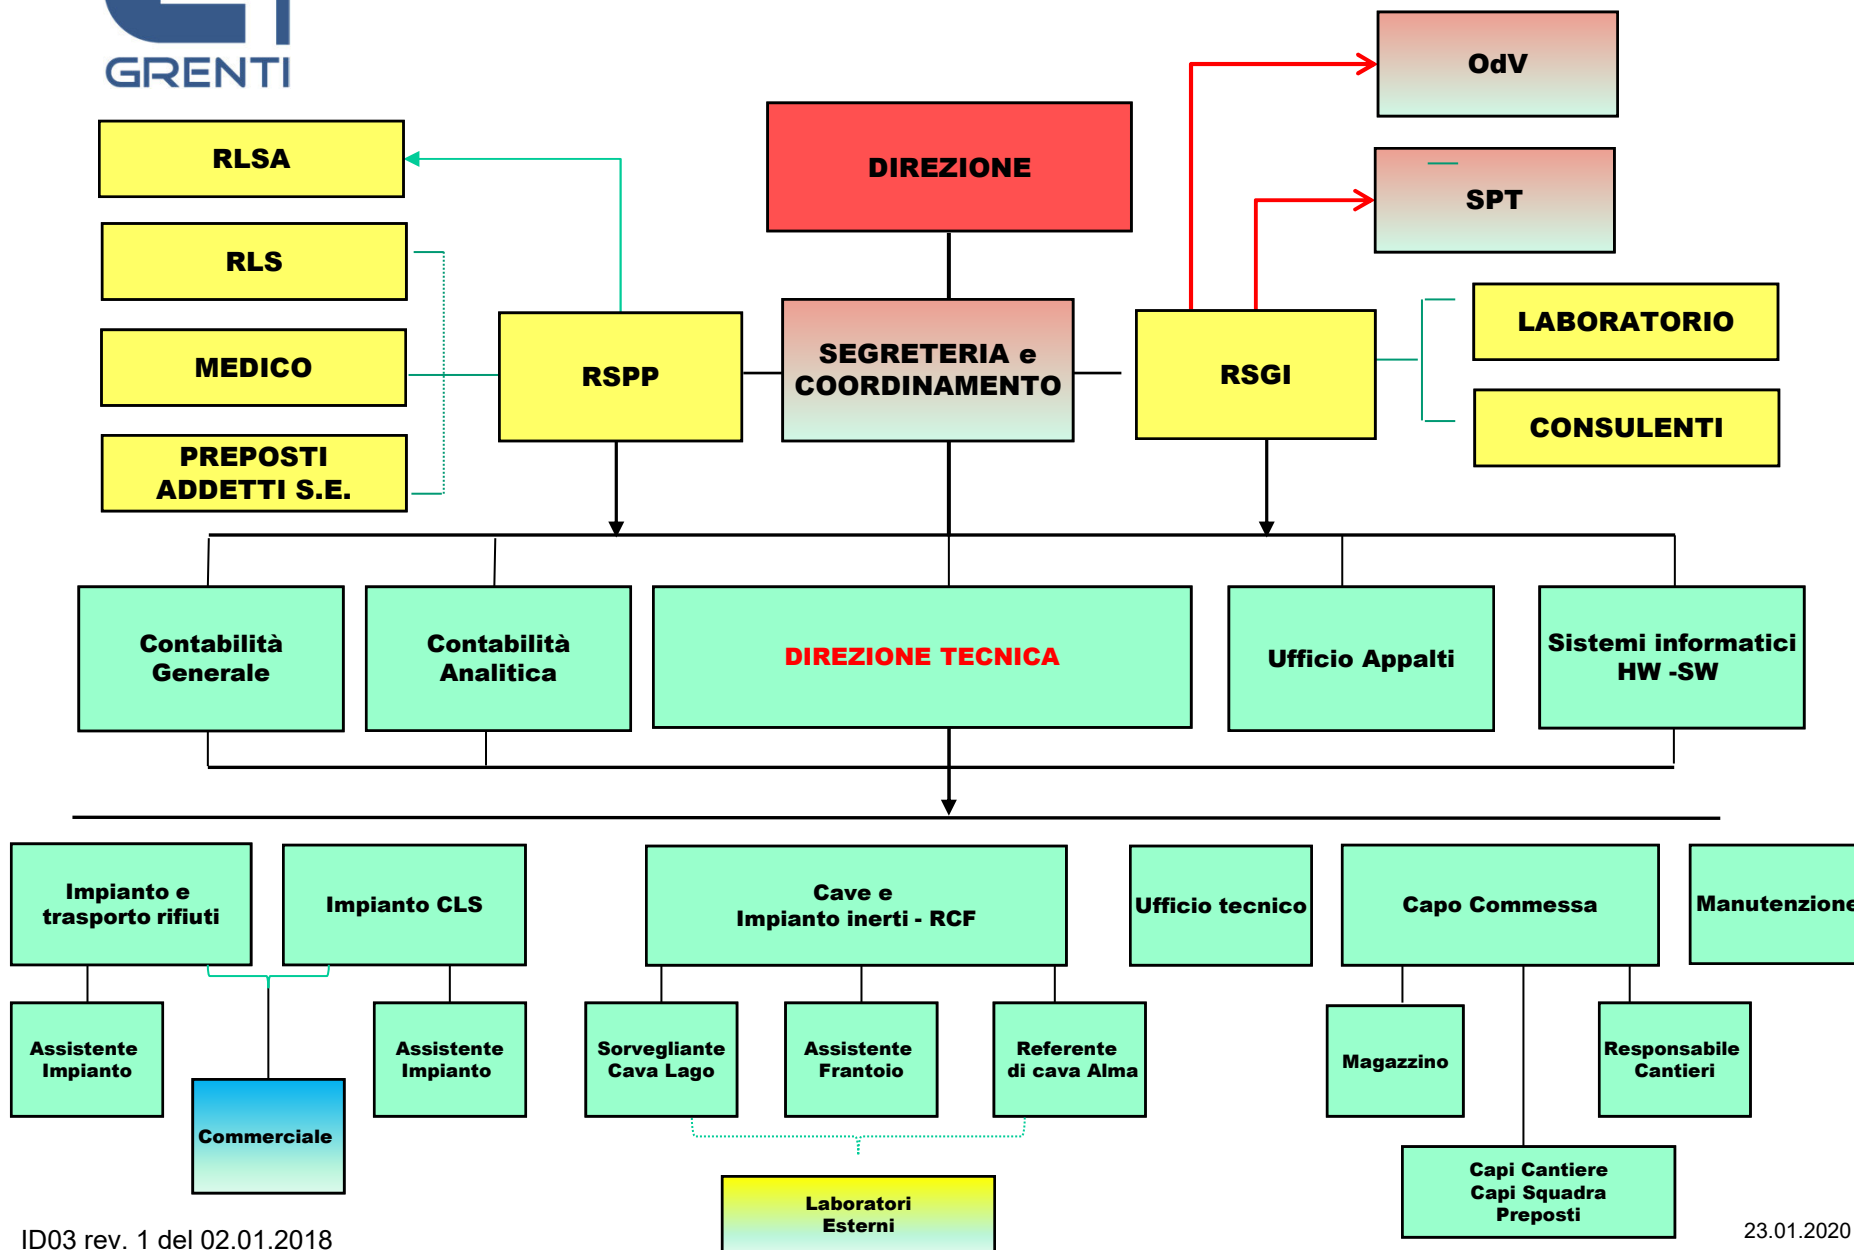 GRENTI
OdV
RLSA
DIREZIONE
SPT
RLS
LABORATORIO
MEDICO
RSPP
SEGRETERIA e
COORDINAMENTO
RSGI
CONSULENTI
PREPOSTI
ADDETTI S.E.
Contabilità
Generale
Contabilità
Analitica
DIREZIONE TECNICA
Ufficio Appalti
Sistemi informatici
HW -SW
Impianto e
trasporto rifiuti
Impianto CLS
Cave e
Impianto inerti - RCF
Ufficio tecnico
Capo Commessa
Manutenzione
Assistente
Impianto
Commerciale
Assistente
Impianto
Sorvegliante
Cava Lago
Assistente
Frantoio
Referente
di cava Alma
Magazzino
Responsabile
Cantieri
Laboratori
Esterni
Capi Cantiere
Capi Squadra
Preposti
ID03 rev. 1 del 02.01.2018
23.01.2020